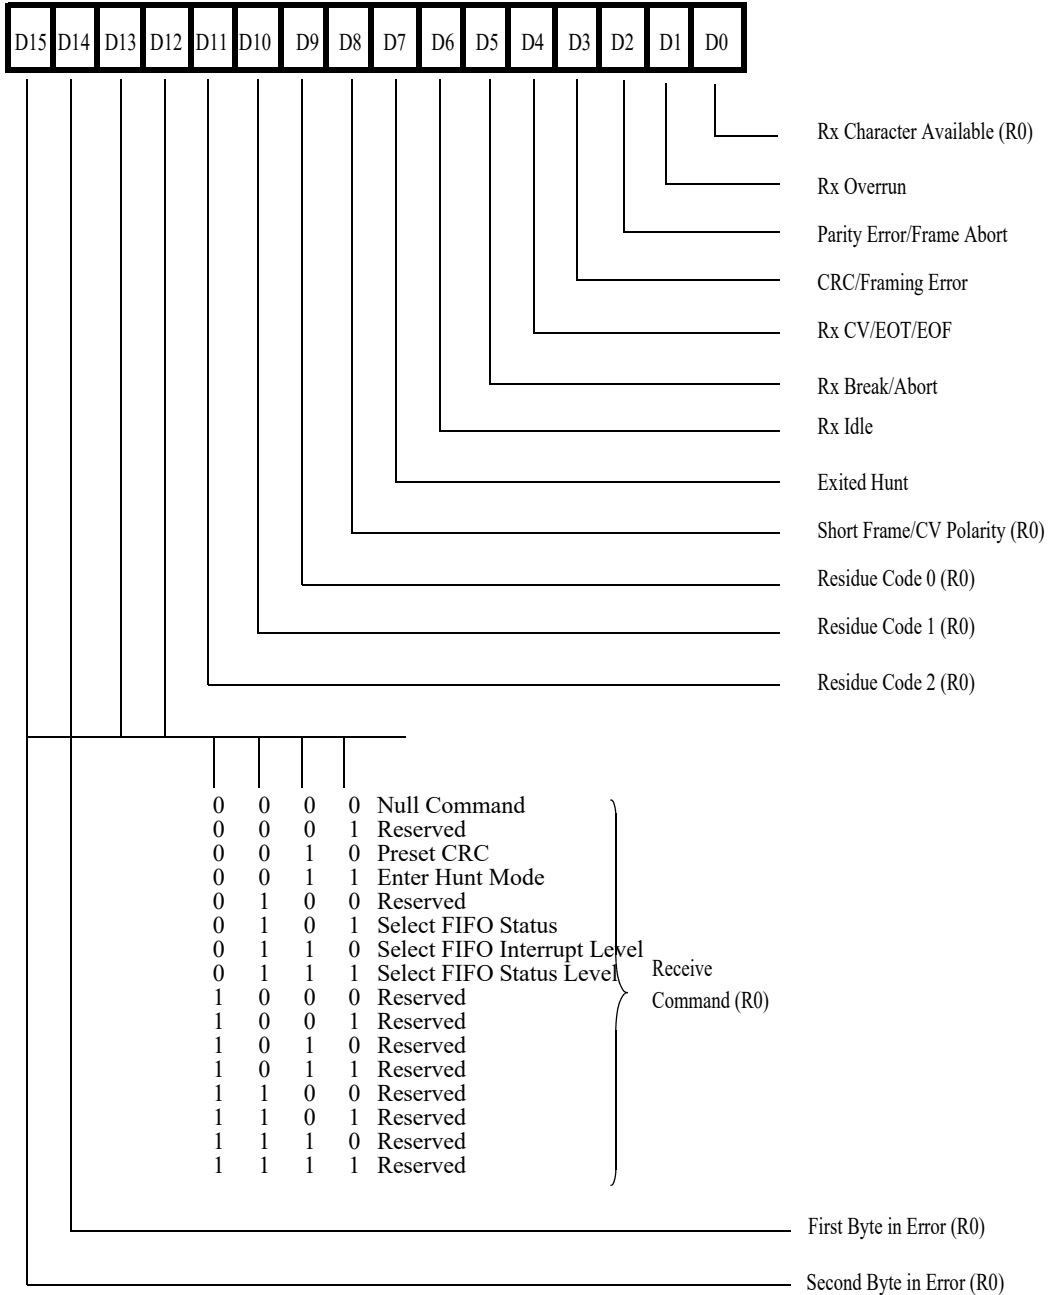 D15 D14 D13 D12 D11 D10 D9 D8 D7 D6 D5 D4 D3 D2 D1 D0
Rx Character Available (R0)
Rx Overrun
Parity Error/Frame Abort
CRC/Framing Error
Rx CV/EOT/EOF
Rx Break/Abort
Rx Idle
Exited Hunt
Short Frame/CV Polarity (R0)
Residue Code 0 (R0)
Residue Code 1 (R0)
Residue Code 2 (R0)
0 0 0 0 Null Command
0 0 0 1 Reserved
0 0 1 0 Preset CRC
0 0 1 1 Enter Hunt Mode
0 1 0 0 Reserved
0 1 0 1 Select FIFO Status
0 1 1 0 Select FIFO Interrupt Level
0 1 1 1 Select FIFO Status Level
1 0 0 0 Reserved
1 0 0 1 Reserved
1 0 1 0 Reserved
1 0 1 1 Reserved
1 1 0 0 Reserved
1 1 0 1 Reserved
1 1 1 0 Reserved
1 1 1 1 Reserved
Receive
Command (R0)
First Byte in Error (R0)
Second Byte in Error (R0)